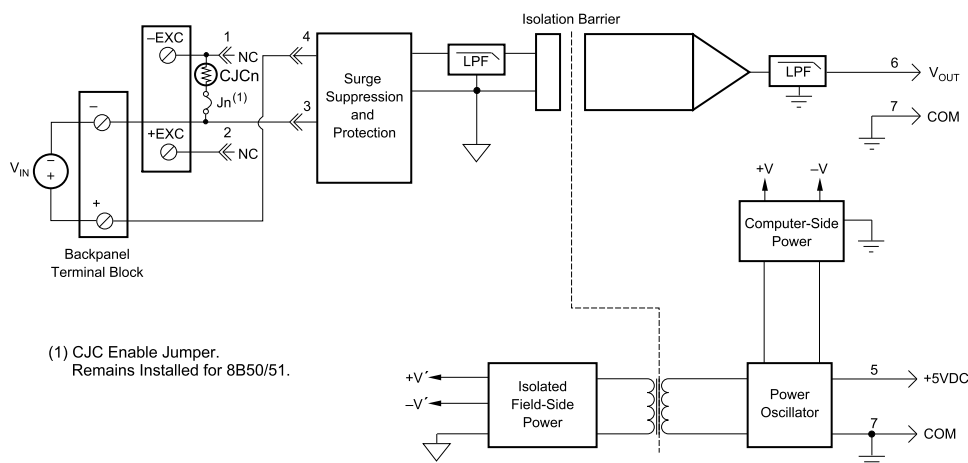 Isolation Barrier
–EXC
1
NC
CJCn
Jn(1)
4
3
+EXC
2
NC
–
+
VIN
–
+
Backpanel
Terminal Block
Surge
Suppression
and
Protection
LPF
LPF
6
VOUT
7
COM
+V
–V
Computer-Side
Power
(1) CJC Enable Jumper.
Remains Installed for 8B50/51.
+V´
–V´
Isolated
Field-Side
Power
Power
Oscillator
5
+5VDC
7
COM